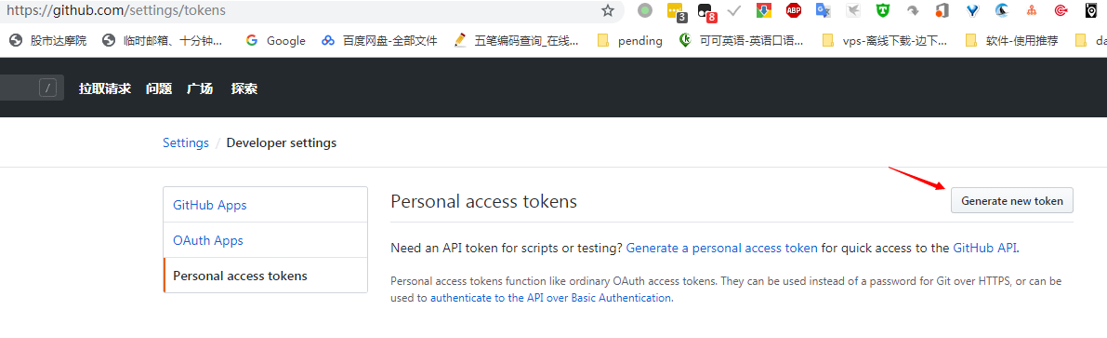 https://github.com/settings/tokens
3
8
ABP
股市达摩院 临时邮箱、十分钟... Google 百度网盘-全部文件 五笔编码查询_在线... pending 可可英语-英语口语... vps-离线下载-边下... 软件-使用推荐 da
/ 拉取请求 问题 广场 探索
Settings / Developer settings
GitHub Apps
OAuth Apps
Personal access tokens
Personal access tokens
Generate new token
Need an API token for scripts or testing? Generate a personal access token for quick access to the GitHub API.
Personal access tokens function like ordinary OAuth access tokens. They can be used instead of a password for Git over HTTPS, or can be
used to authenticate to the API over Basic Authentication.